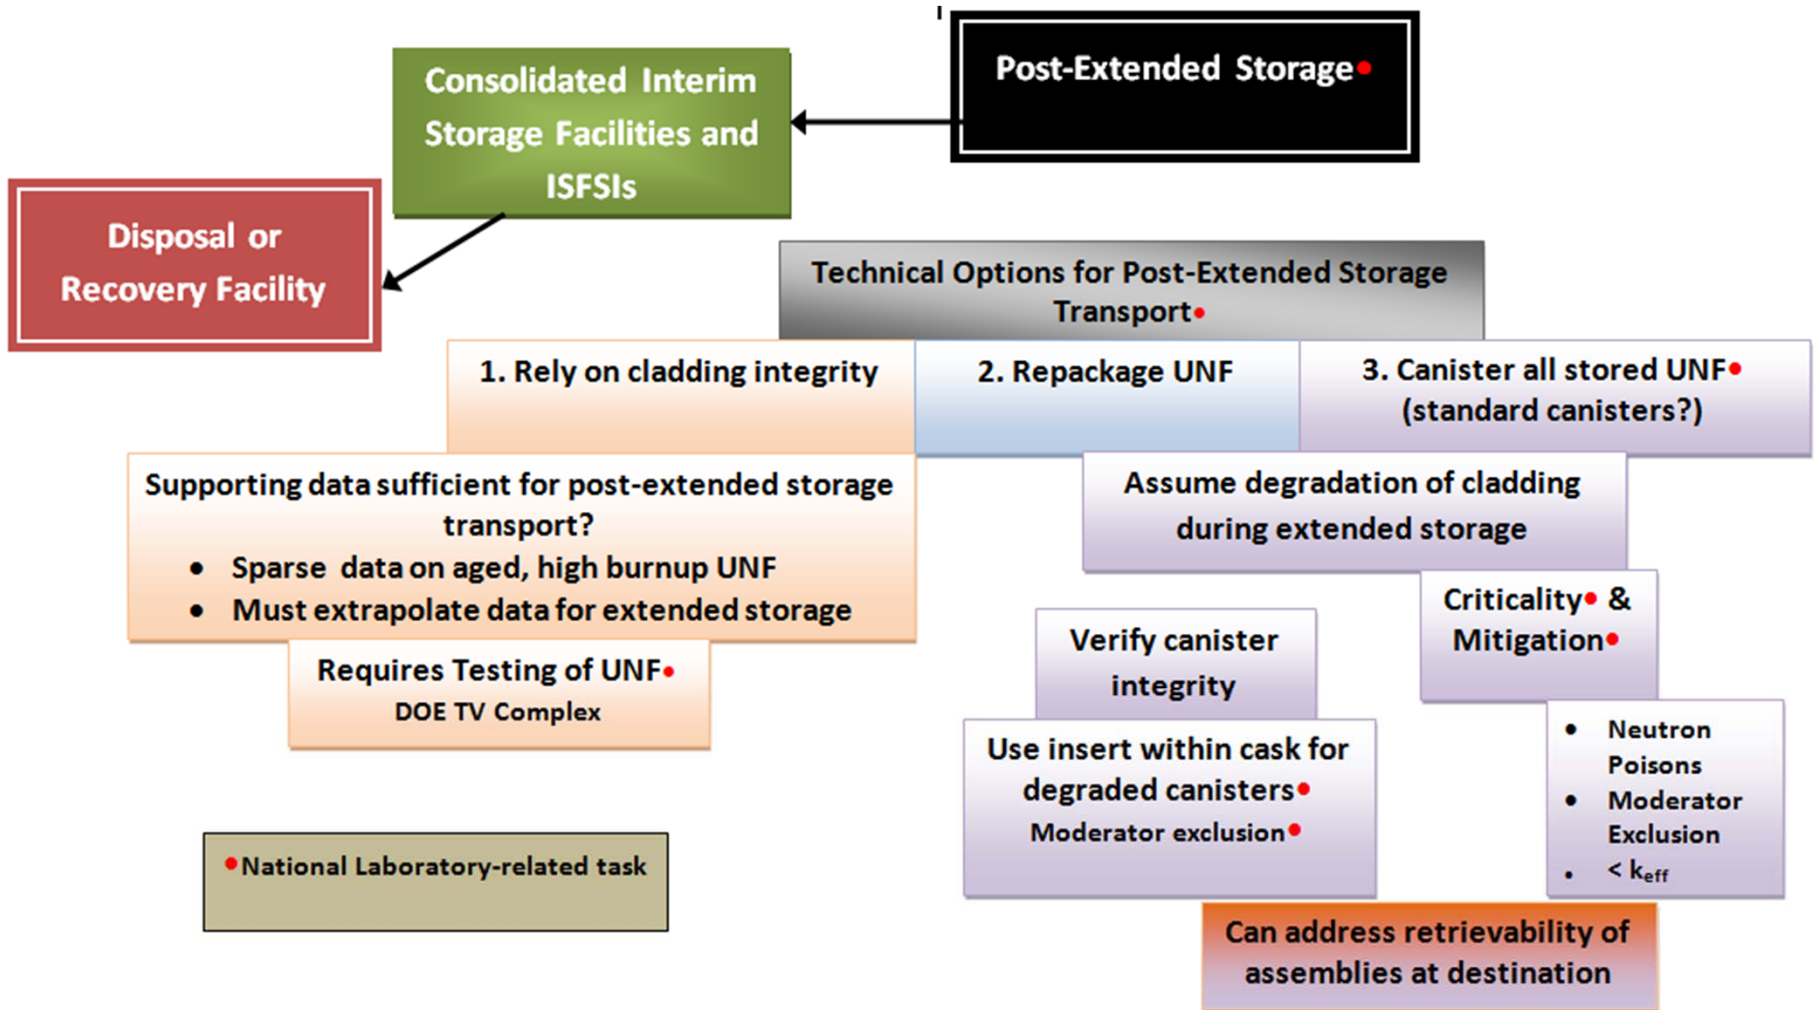 Post-Extended Storage•
Consolidated Interim
Storage Facilities and
ISFSIs
Disposal or
Recovery Facility
Technical Options for Post-Extended Storage
Transport•
1. Rely on cladding integrity
2. Repackage UNF
3. Canister all stored UNF•
(standard canisters?)
Supporting data sufficient for post-extended storage
transport?
• Sparse data on aged, high burnup UNF
• Must extrapolate data for extended storage
Requires Testing of UNF•
DOE TV Complex
Assume degradation of cladding
during extended storage
Criticality• &
Mitigation•
Verify canister
integrity
Use insert within cask for
degraded canisters•
Moderator exclusion•
• Neutron
Poisons
• Moderator
Exclusion
• < keff
Can address retrievability of
assemblies at destination
•National Laboratory-related task